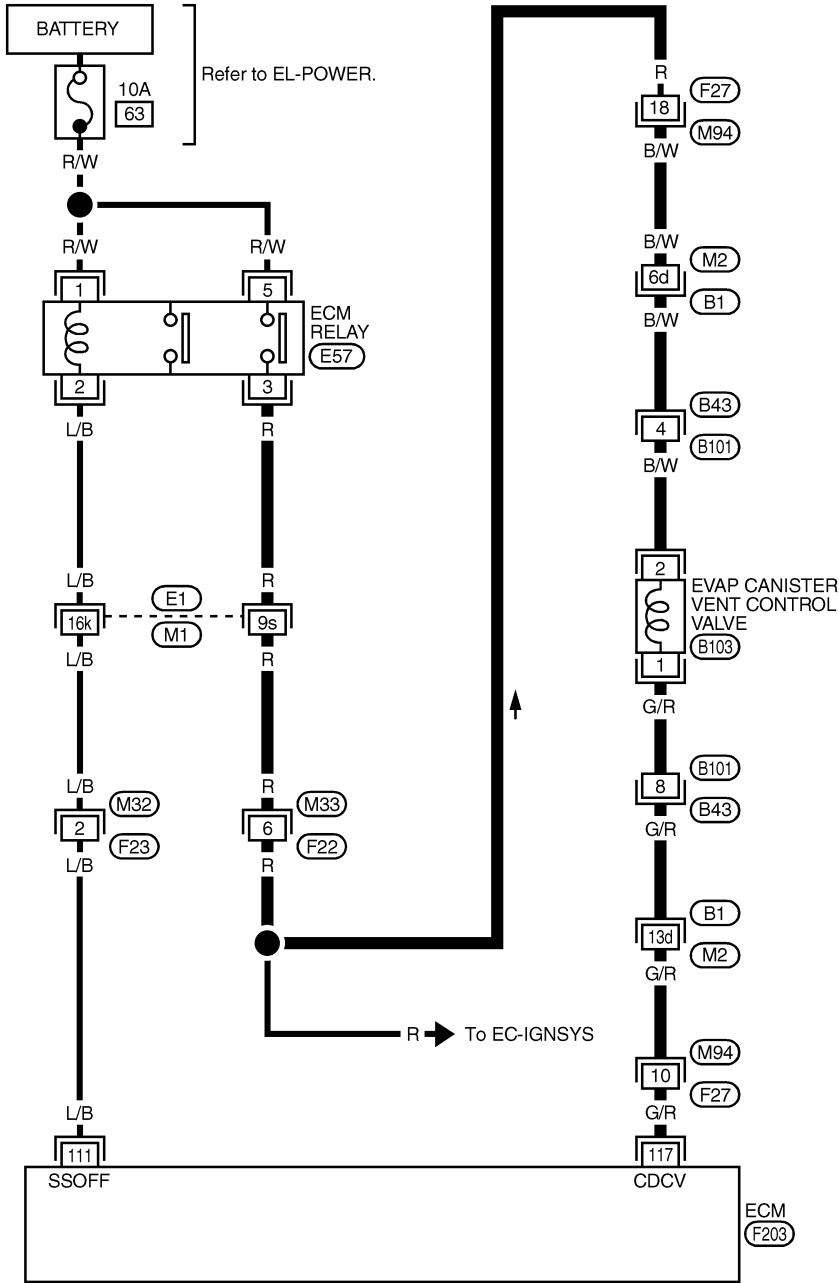 BATTERY
Refer to EL-POWER.
10A
63
R/W
R/W
R/W
1
5
ECM
RELAY
E57
2
3
L/B
R
L/B
R
E1
16k
9s
M1
L/B
R
L/B
R
M32
M33
2
6
F23
F22
L/B
R
R
To EC-IGNSYS
L/B
111
SSOFF
R
F27
18
M94
B/W
B/W
M2
6d
B1
B/W
B43
4
B101
B/W
2
EVAP CANISTER
VENT CONTROL
VALVE
B103
1
G/R
B101
8
B43
G/R
B1
13d
M2
G/R
M94
10
F27
G/R
117
CDCV
ECM
F203